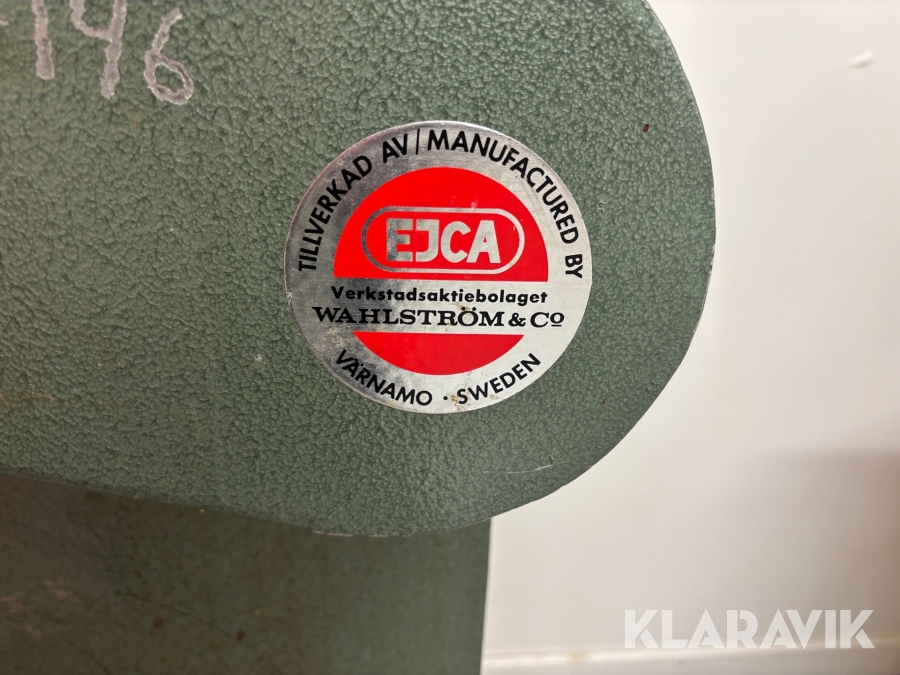 146
TILLVERKAD AV/MANUFACTURED BY
EJCA
Verkstadsaktiebolaget
WAHLSTRÖM & Co
VÄRNAMO · SWEDEN
KLARAVIK